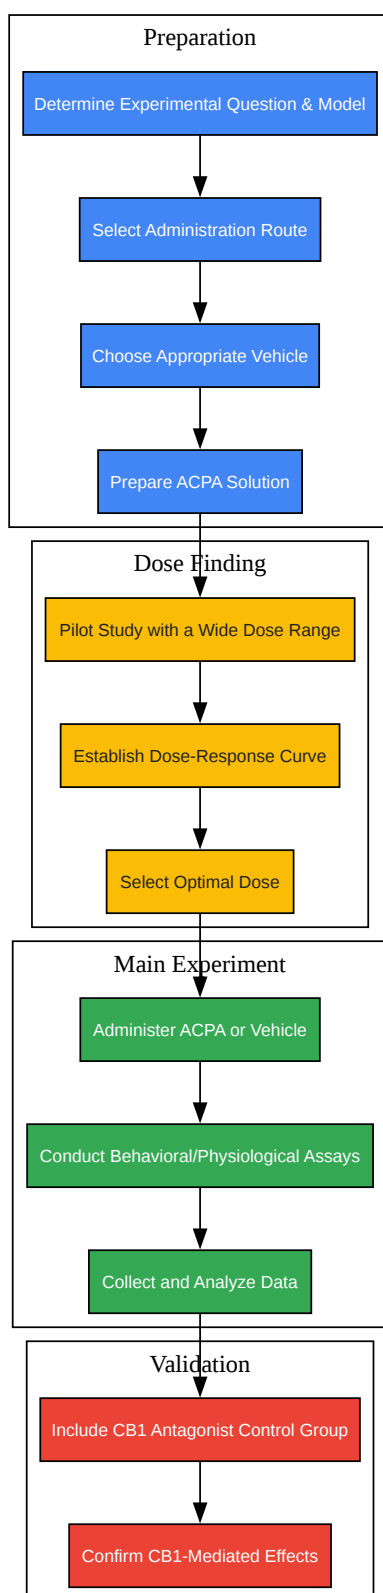 Preparation
Determine Experimental Question & Model
Select Administration Route
Choose Appropriate Vehicle
Prepare ACPA Solution
Dose Finding
Pilot Study with a Wide Dose Range
Establish Dose-Response Curve
Select Optimal Dose
Main Experiment
Administer ACPA or Vehicle
Conduct Behavioral/Physiological Assays
Collect and Analyze Data
Validation
Include CB1 Antagonist Control Group
Confirm CB1-Mediated Effects